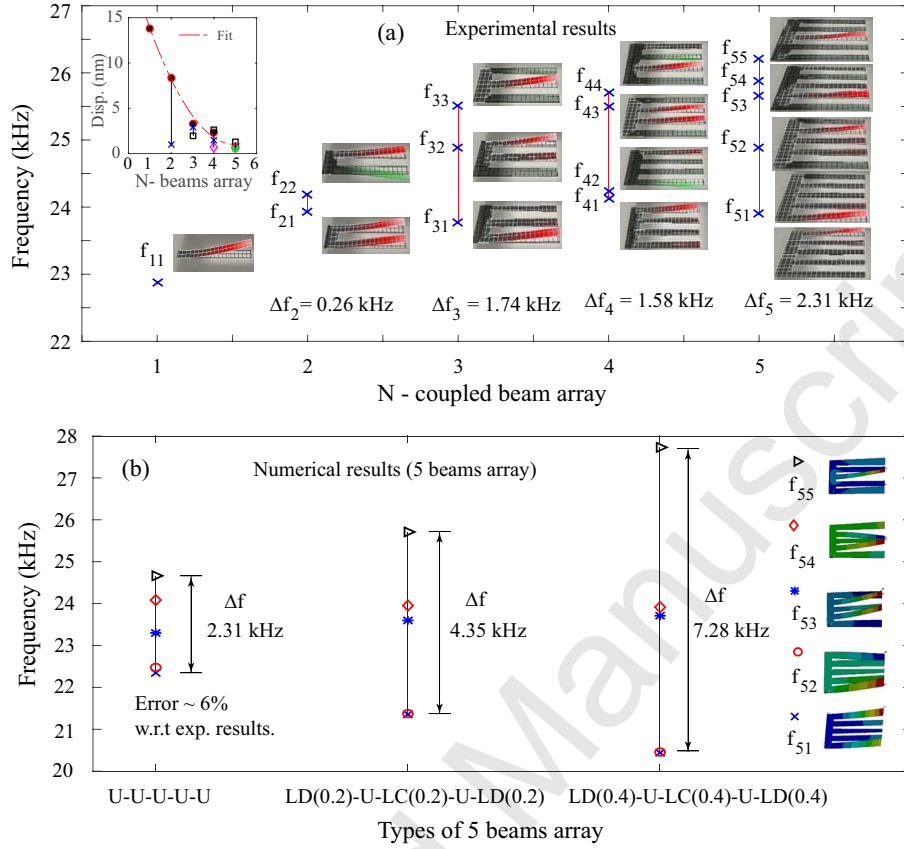 (a)
Experimental results
Frequency (kHz)
27
26
25
24
23
22
Disp. (nm)
15
10
5
0
Fit
0 1 2 3 4 5 6
N- beams array
f11
f22
f21
f33
f32
f31
f44
f43
f42
f41
f55
f54
f53
f52
f51
Δf2= 0.26 kHz
Δf3 = 1.74 kHz
Δf4 = 1.58 kHz
Δf5 = 2.31 kHz
1 2 3 4 5
N - coupled beam array
(b)
Numerical results (5 beams array)
Frequency (kHz)
28
27
26
25
24
23
22
21
20
Δf
2.31 kHz
Error ~ 6%
w.r.t exp. results.
Δf
4.35 kHz
Δf
7.28 kHz
f55
f54
f53
f52
f51
U-U-U-U-U
LD(0.2)-U-LC(0.2)-U-LD(0.2)
LD(0.4)-U-LC(0.4)-U-LD(0.4)
Types of 5 beams array
Manuscrip